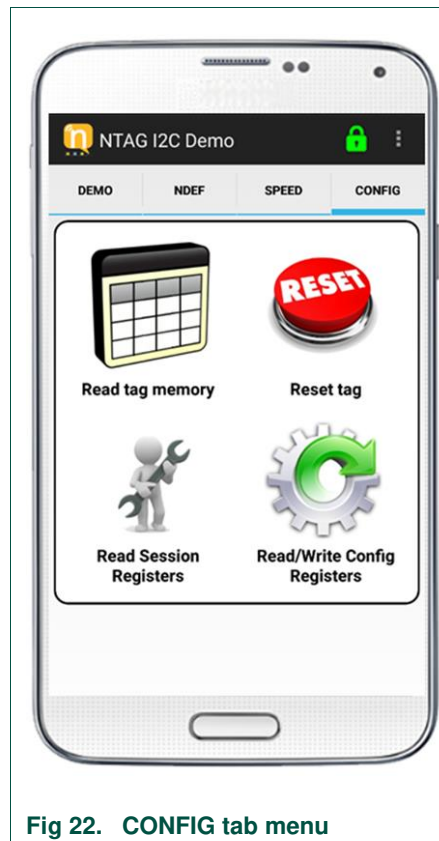 NTAG I2C Demo
DEMO NDEF SPEED CONFIG
RESET
Read tag memory Reset tag
Read Session Registers
Read/Write Config Registers
Fig 22. CONFIG tab menu